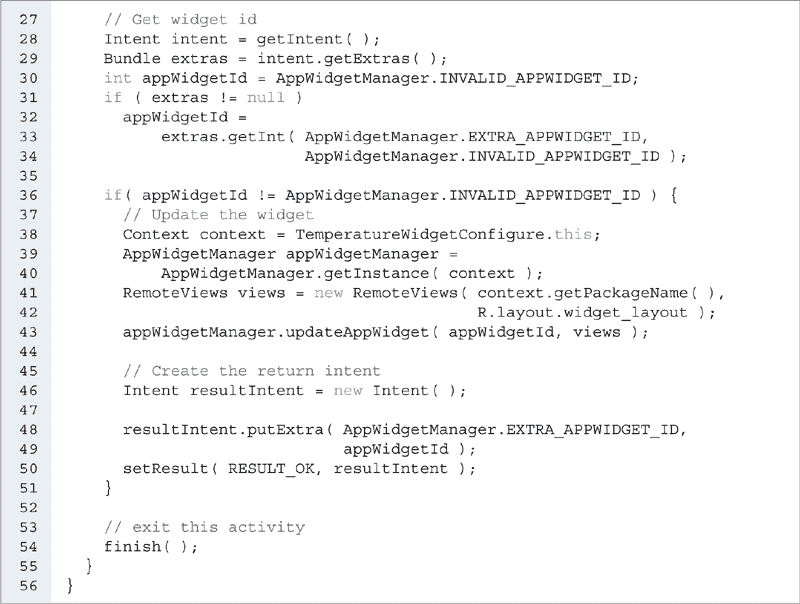 27 // Get widget id
28 Intent intent = getIntent( );
29 Bundle extras = intent.getExtras( );
30 int appWidgetId = AppWidgetManager.INVALID_APPWIDGET_ID;
31 if ( extras != null )
32 appWidgetId =
33 extras.getInt( AppWidgetManager.EXTRA_APPWIDGET_ID,
34 AppWidgetManager.INVALID_APPWIDGET_ID );
35
36 if( appWidgetId != AppWidgetManager.INVALID_APPWIDGET_ID ) {
37 // Update the widget
38 Context context = TemperatureWidgetConfigure.this;
39 AppWidgetManager appWidgetManager =
40 AppWidgetManager.getInstance( context );
41 RemoteViews views = new RemoteViews( context.getPackageName( ),
42 R.layout.widget_layout );
43 appWidgetManager.updateAppWidget( appWidgetId, views );
44
45 // Create the return intent
46 Intent resultIntent = new Intent( );
47
48 resultIntent.putExtra( AppWidgetManager.EXTRA_APPWIDGET_ID,
49 appWidgetId );
50 setResult( RESULT_OK, resultIntent );
51 }
52
53 // exit this activity
54 finish( );
55 }
56 }